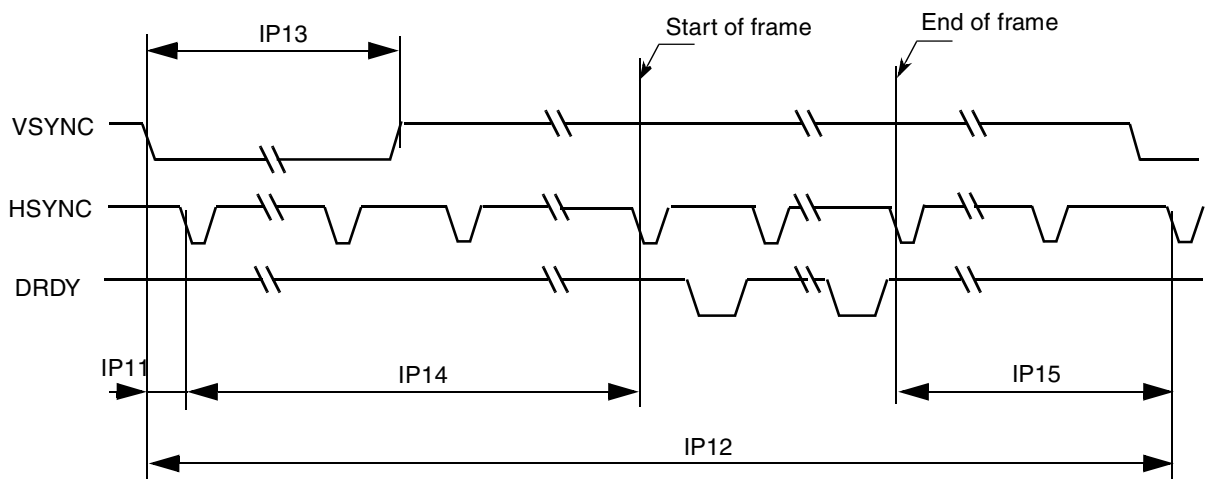 IP13
Start of frame
End of frame
VSYNC
HSYNC
DRDY
IP11
IP14
IP15
IP12